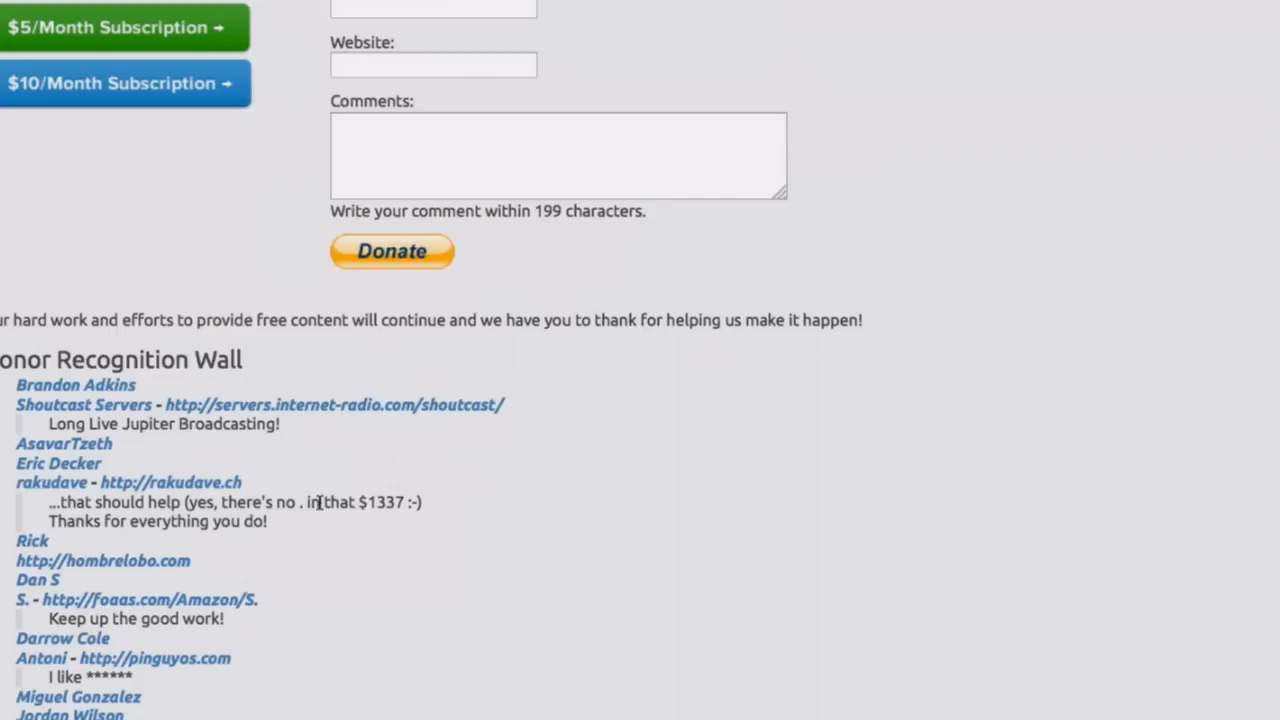 $5/Month Subscription →
$10/Month Subscription →
Website:
Comments:
Write your comment within 199 characters.
Donate
ur hard work and efforts to provide free content will continue and we have you to thank for helping us make it happen!
onor Recognition Wall
Brandon Adkins
Shoutcast Servers - http://servers.internet-radio.com/shoutcast/
Long Live Jupiter Broadcasting!
AsavarTzeth
Eric Decker
rakudave - http://rakudave.ch
...that should help (yes, there's no . in that $1337 :-)
Thanks for everything you do!
Rick
http://hombrelobo.com
Dan S
S. - http://foaas.com/Amazon/S.
Keep up the good work!
Darrow Cole
Antoni - http://pinguyos.com
I like ******
Miguel Gonzalez
Jordan Wilson